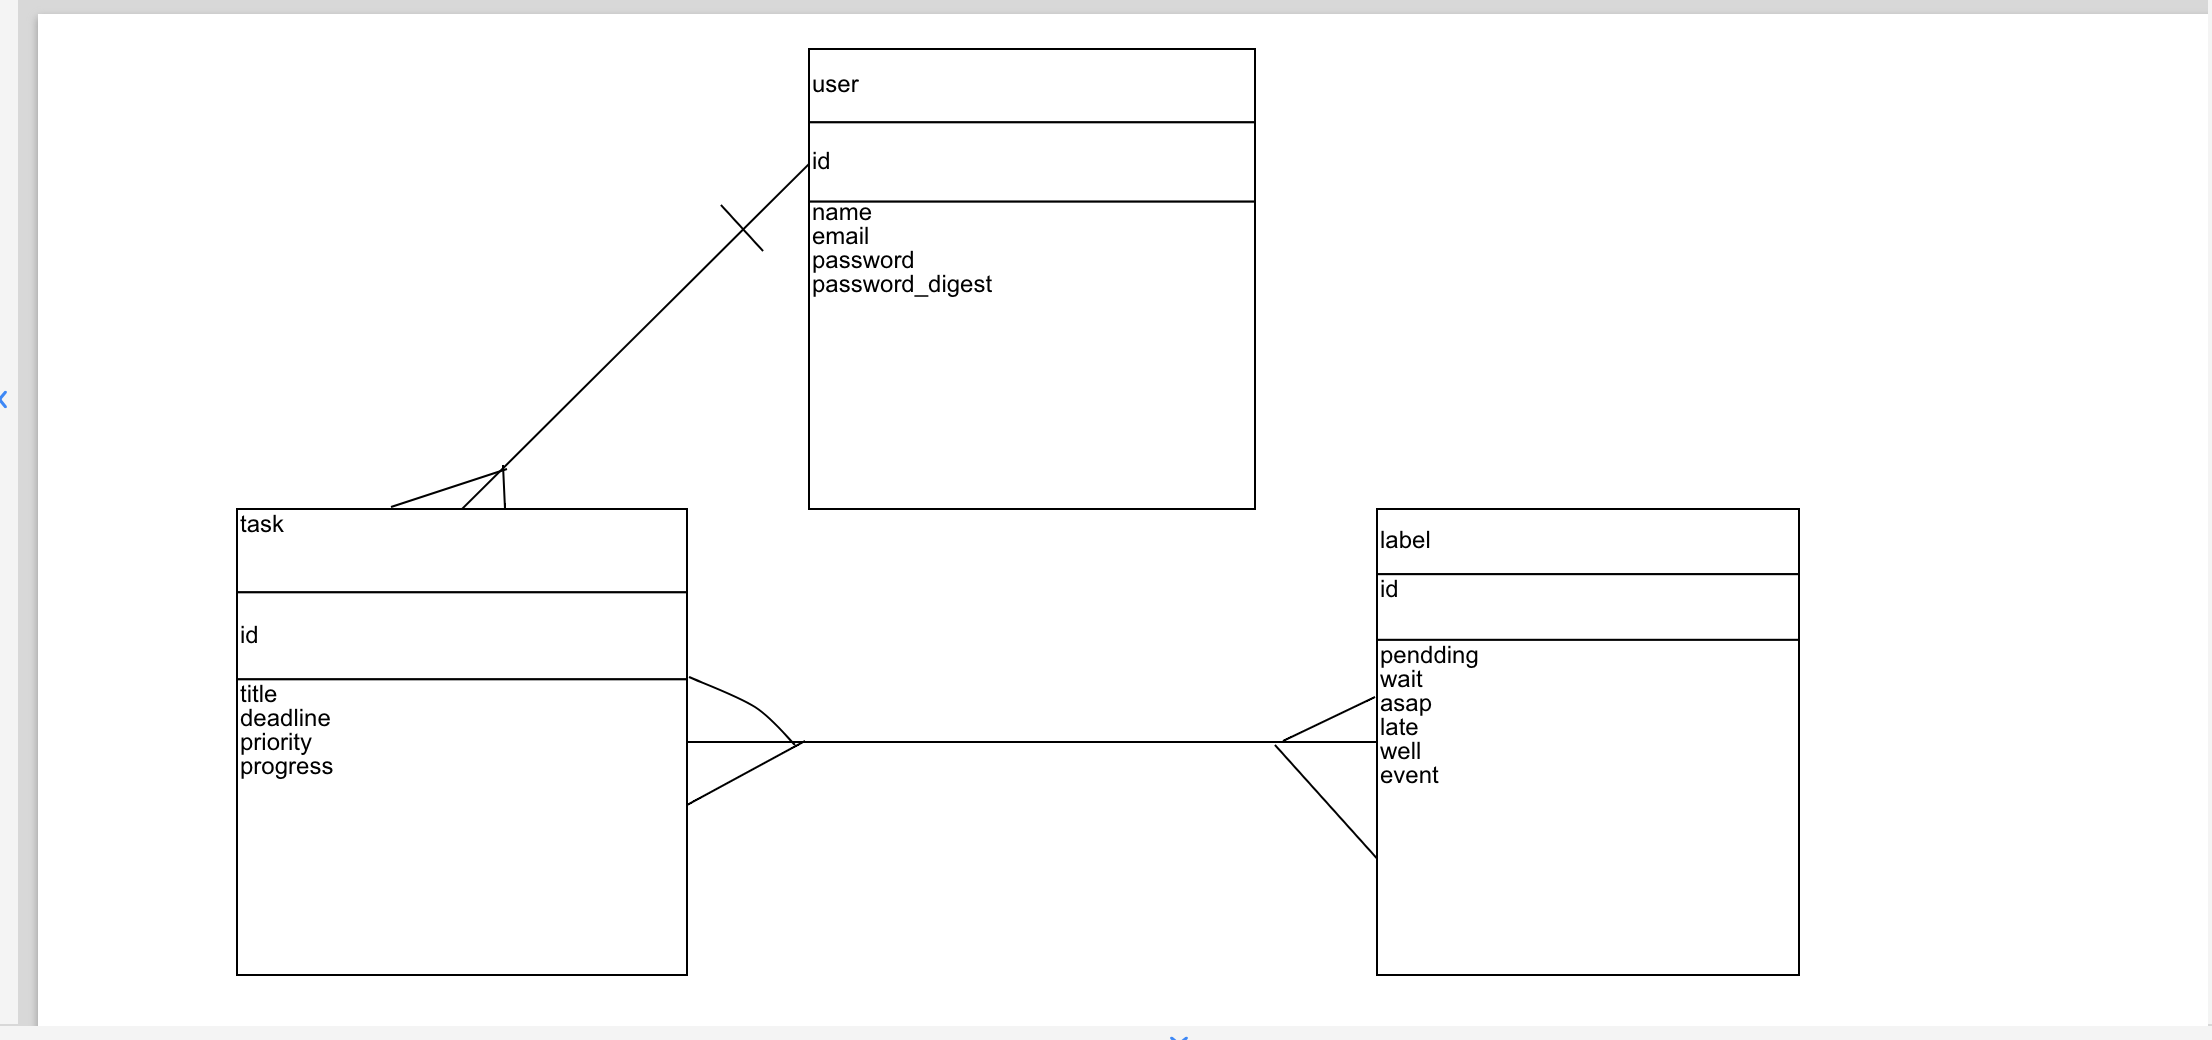 user
id
name
email
password
password_digest
task
id
title
deadline
priority
progress
label
id
pendding
wait
asap
late
well
event